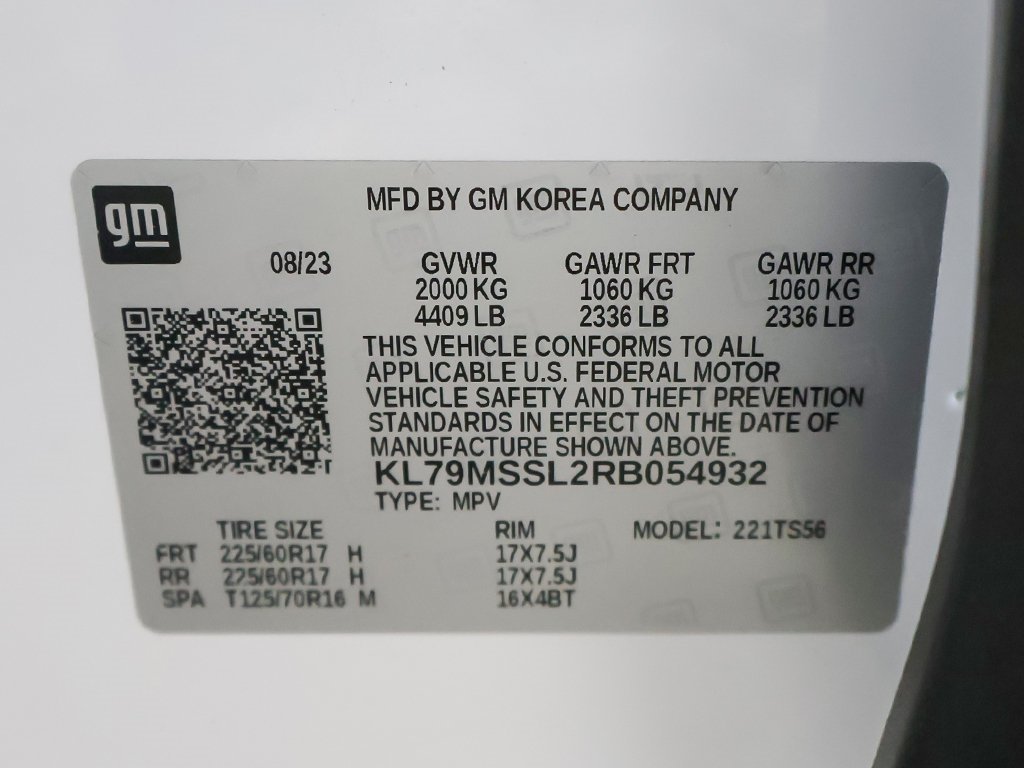 gm
MFD BY GM KOREA COMPANY
08/23 GVWR GAWR FRT GAWR RR
2000 KG 1060 KG 1060 KG
4409 LB 2336 LB 2336 LB
THIS VEHICLE CONFORMS TO ALL
APPLICABLE U.S. FEDERAL MOTOR
VEHICLE SAFETY AND THEFT PREVENTION
STANDARDS IN EFFECT ON THE DATE OF
MANUFACTURE SHOWN ABOVE.
KL79MSSL2RB054932
TYPE: MPV
TIRE SIZE RIM MODEL: 221TS56
FRT 225/60R17 H 17X7.5J
RR 225/60R17 H 17X7.5J
SPA T125/70R16 M 16X4BT